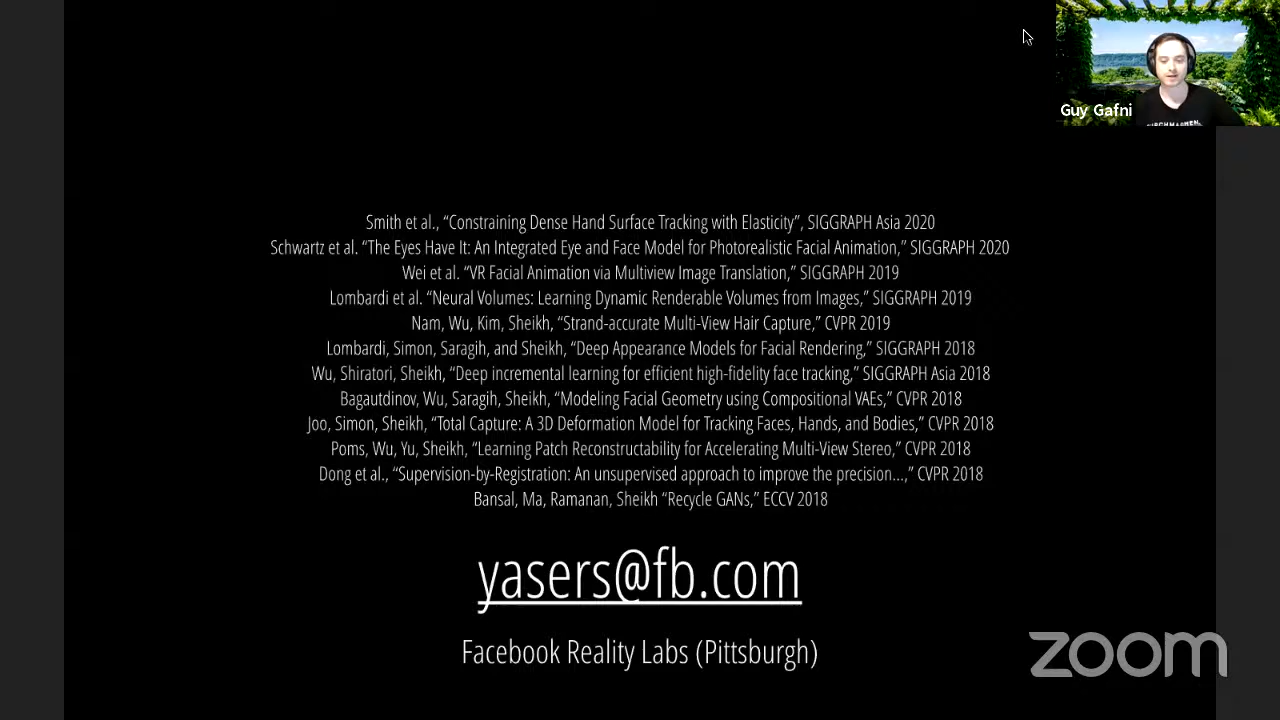 Guy Gafni
Smith et al., “Constraining Dense Hand Surface Tracking with Elasticity”, SIGGRAPH Asia 2020
Schwartz et al. “The Eyes Have It: An Integrated Eye and Face Model for Photorealistic Facial Animation,” SIGGRAPH 2020
Wei et al. “VR Facial Animation via Multiview Image Translation,” SIGGRAPH 2019
Lombardi et al. “Neural Volumes: Learning Dynamic Renderable Volumes from Images,” SIGGRAPH 2019
Nam, Wu, Kim, Sheikh, “Strand-accurate Multi-View Hair Capture,” CVPR 2019
Lombardi, Simon, Saragih, and Sheikh, “Deep Appearance Models for Facial Rendering,” SIGGRAPH 2018
Wu, Shiratori, Sheikh, “Deep incremental learning for efficient high-fidelity face tracking,” SIGGRAPH Asia 2018
Bagautdinov, Wu, Saragih, Sheikh, “Modeling Facial Geometry using Compositional VAEs,” CVPR 2018
Joo, Simon, Sheikh, “Total Capture: A 3D Deformation Model for Tracking Faces, Hands, and Bodies,” CVPR 2018
Poms, Wu, Yu, Sheikh, “Learning Patch Reconstructability for Accelerating Multi-View Stereo,” CVPR 2018
Dong et al., “Supervision-by-Registration: An unsupervised approach to improve the precision...,” CVPR 2018
Bansal, Ma, Ramanan, Sheikh “Recycle GANs,” ECCV 2018
yasers@fb.com
Facebook Reality Labs (Pittsburgh)
zoom